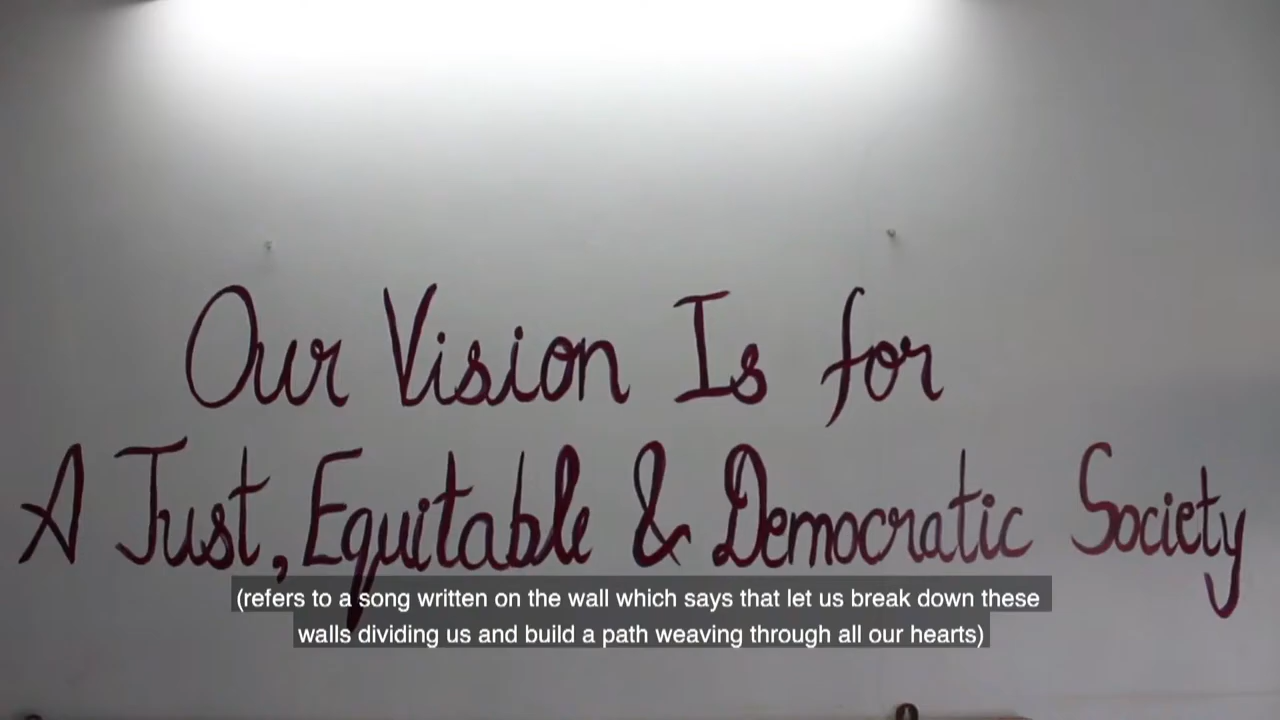 Our Vision Is for
A Just, Equitable & Democratic Society
(refers to a song written on the wall which says that let us break down these
walls dividing us and build a path weaving through all our hearts)